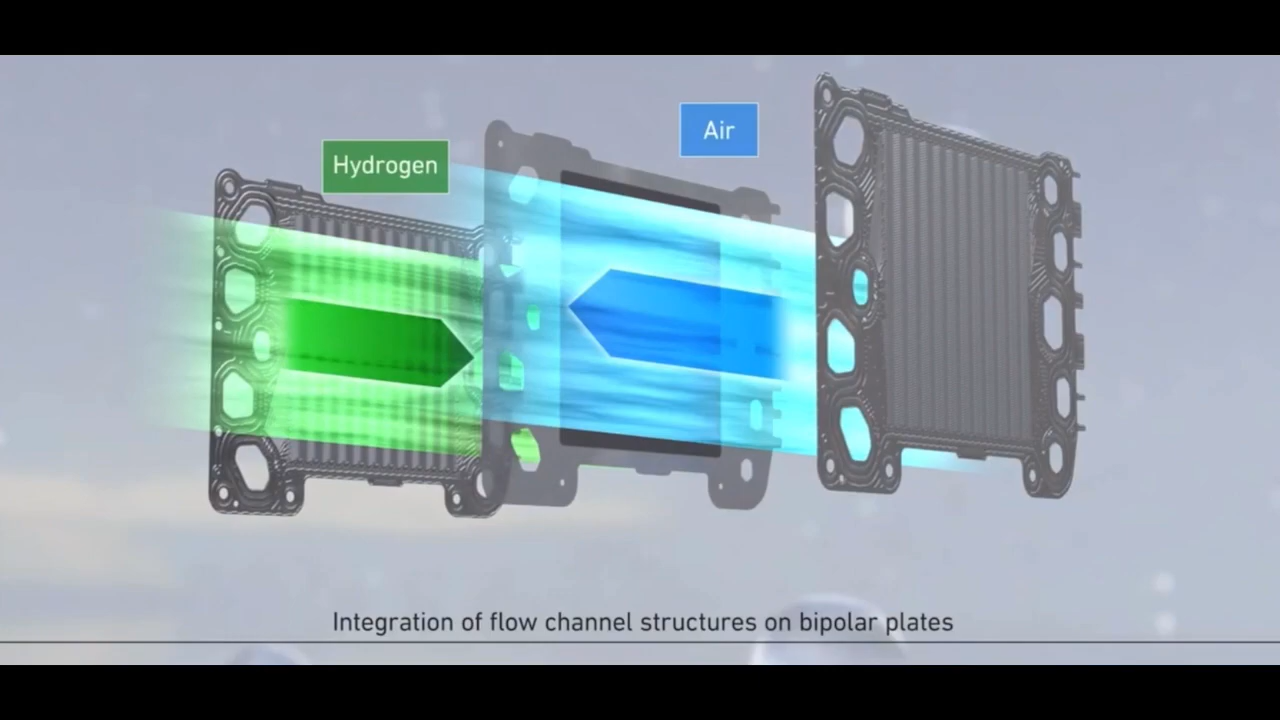 Hydrogen
Air
Integration of flow channel structures on bipolar plates